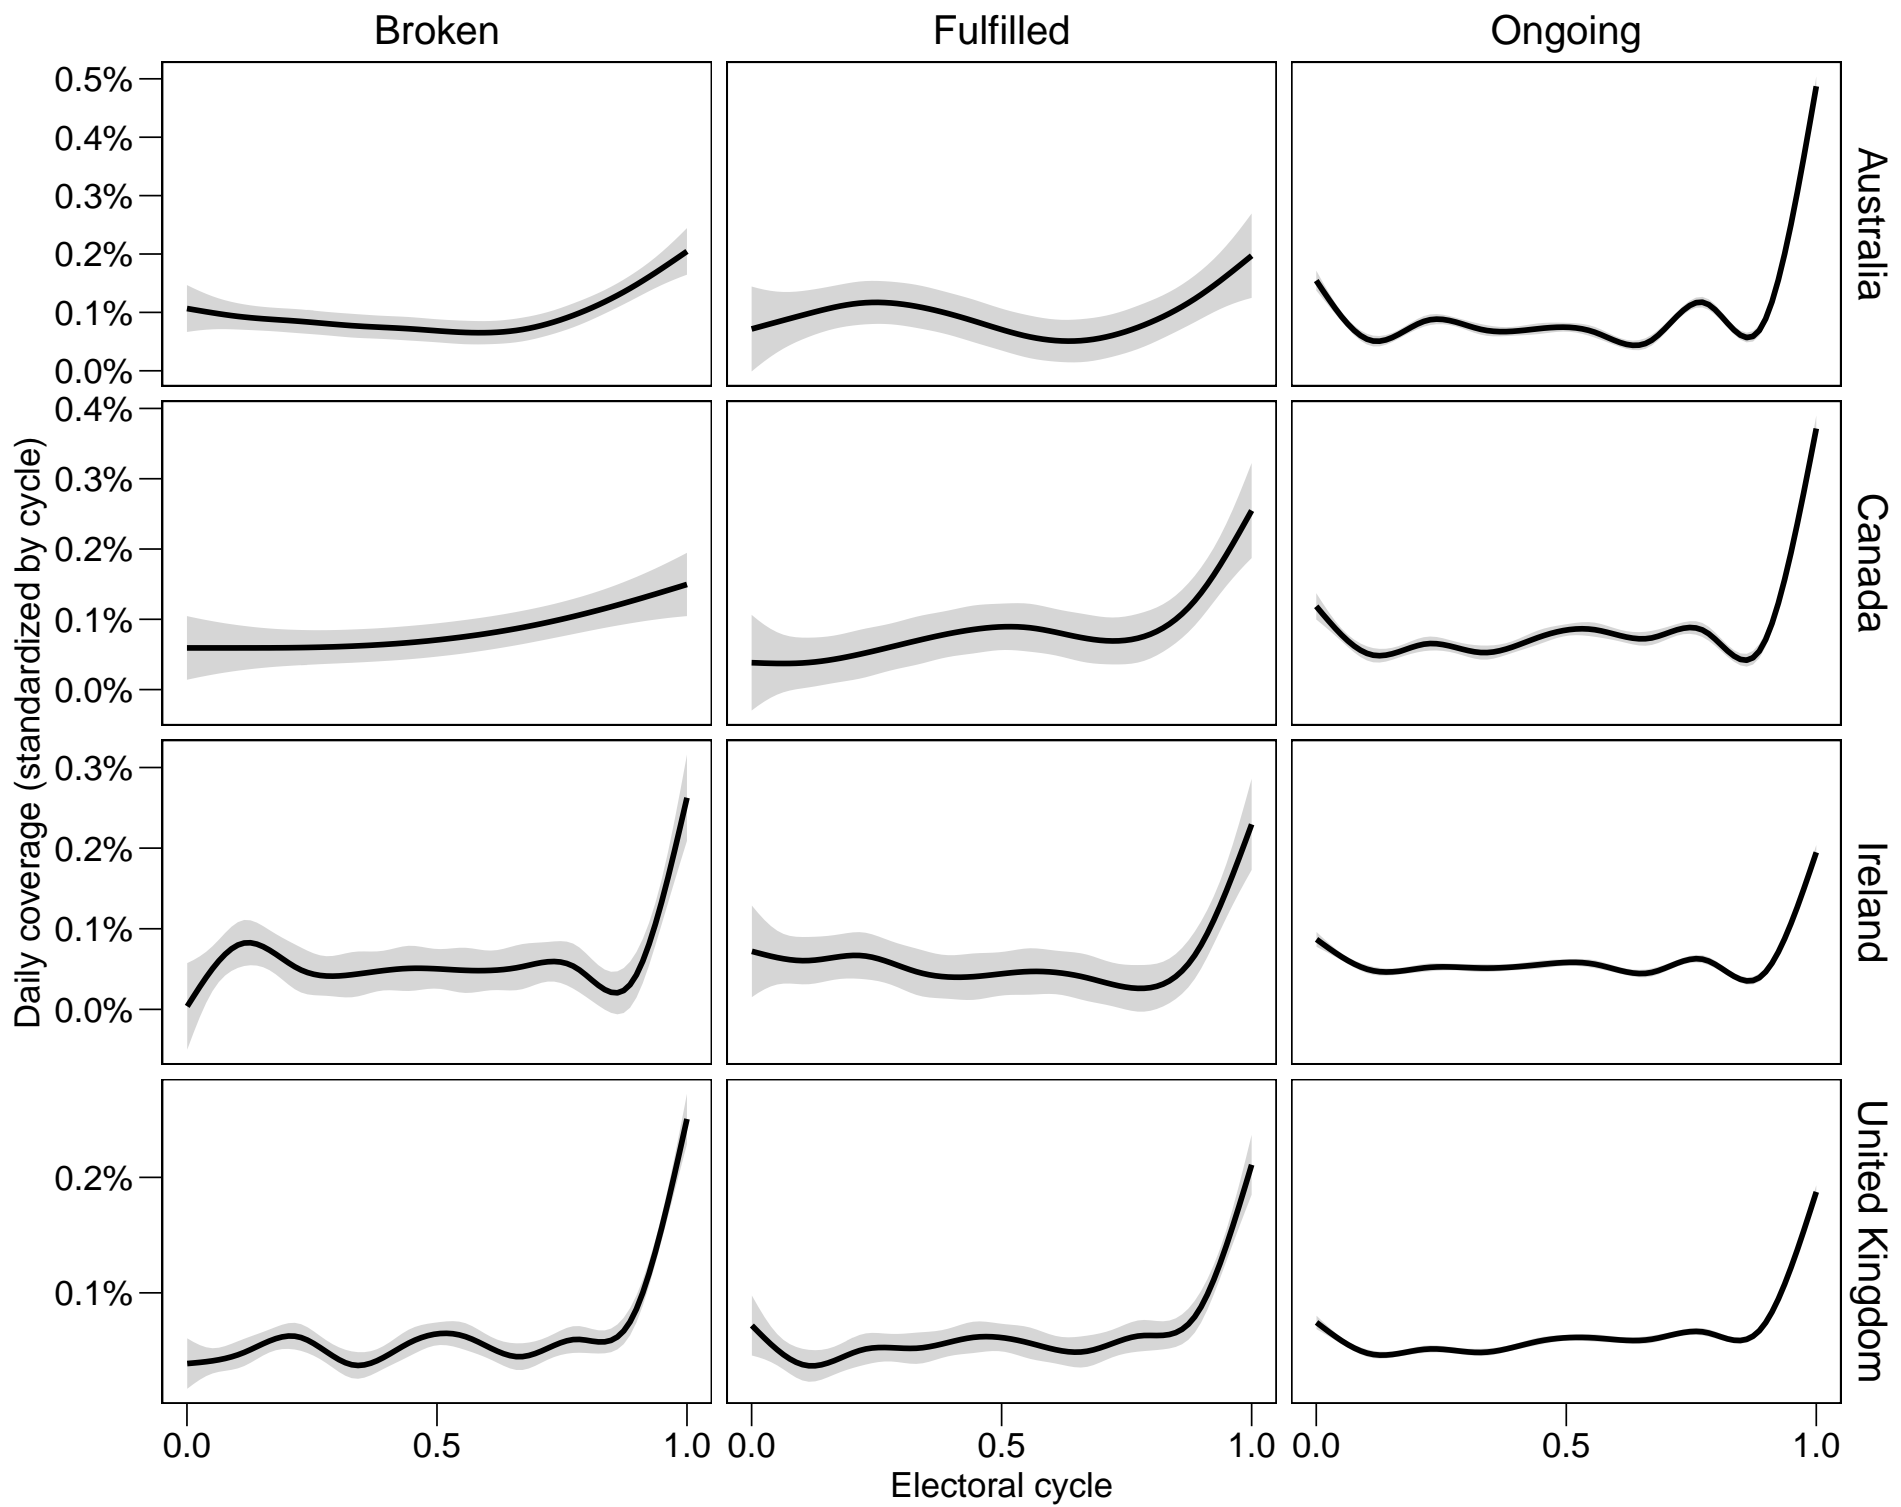 Broken Fulfilled Ongoing
0.5%
0.4%
0.3%
0.2%
0.1%
0.0%
Australia
0.4%
0.3%
0.2%
0.1%
0.0%
Canada
Daily coverage (standardized by cycle)
0.3%
0.2%
0.1%
0.0%
Ireland
0.2%
0.1%
United Kingdom
0.0 0.5 1.0 0.0 0.5 1.0 0.0 0.5 1.0
Electoral cycle